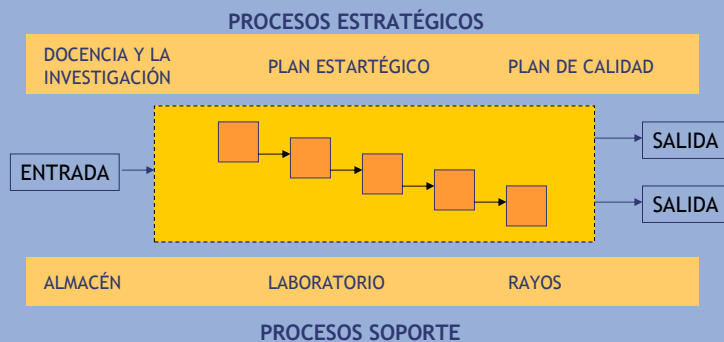 PROCESOS ESTRATÉGICOS
DOCENCIA Y LA
INVESTIGACIÓN
PLAN ESTARTÉGICO
PLAN DE CALIDAD
ENTRADA
SALIDA
SALIDA
ALMACÉN
LABORATORIO
RAYOS
PROCESOS SOPORTE